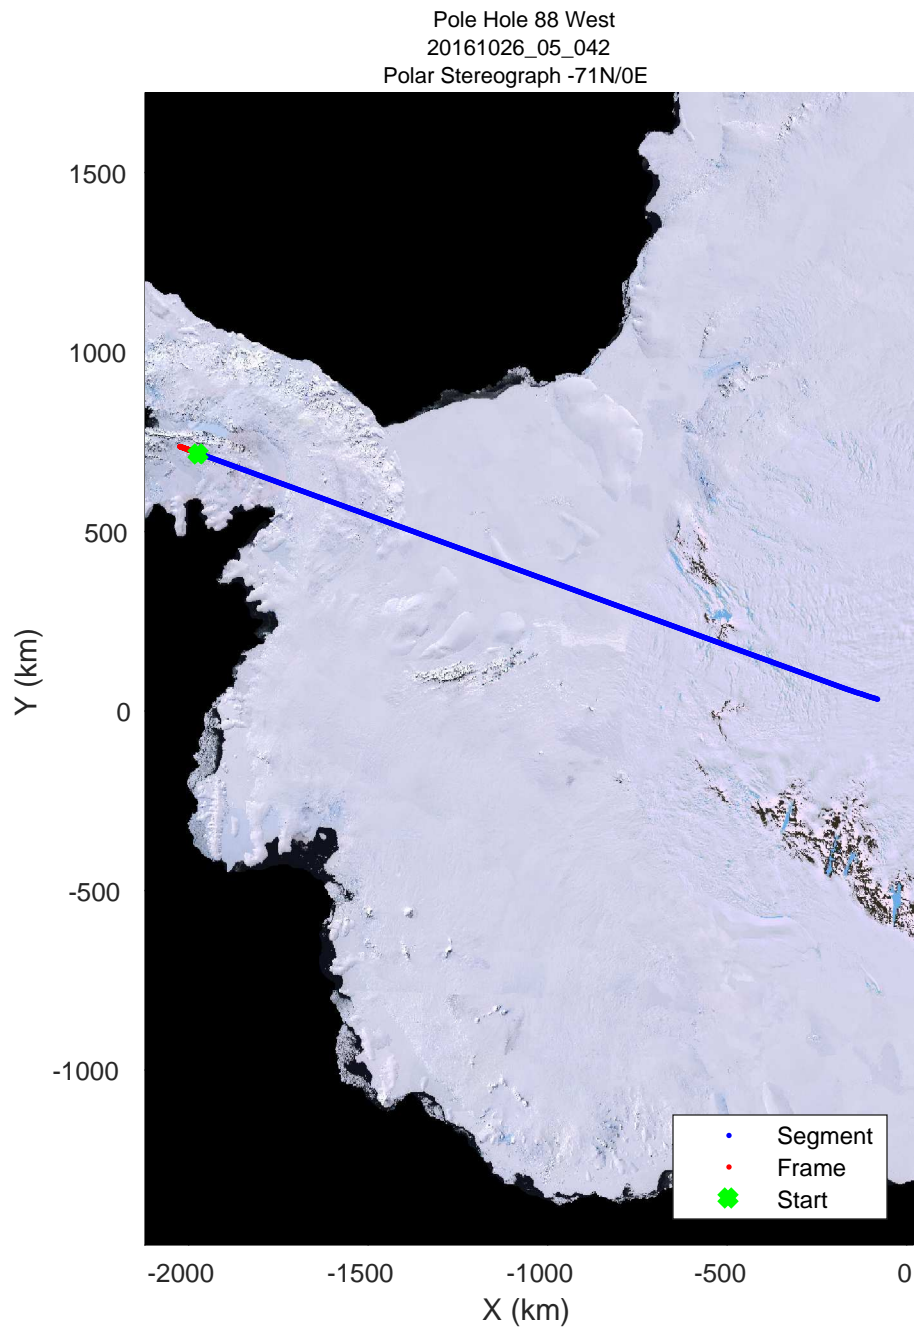 Pole Hole 88 West
20161026_05_042
Polar Stereograph -71N/0E
1500
1000
500
0
-500
-1000
Y (km)
-2000
-1500
-1000
-500
0
X (km)
Segment
Frame
Start